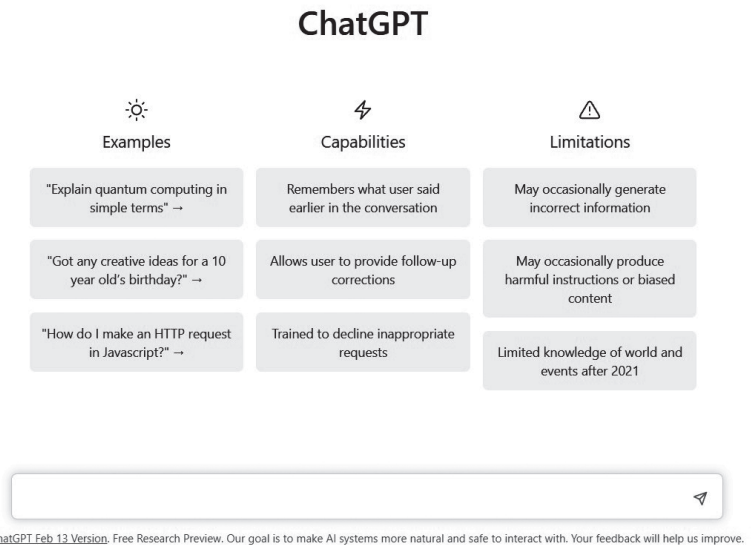 ChatGPT
Examples
"Explain quantum computing in
simple terms" →
"Got any creative ideas for a 10
year old's birthday?" →
"How do I make an HTTP request
in Javascript?" →
Capabilities
Remembers what user said
earlier in the conversation
Allows user to provide follow-up
corrections
Trained to decline inappropriate
requests
Limitations
May occasionally generate
incorrect information
May occasionally produce
harmful instructions or biased
content
Limited knowledge of world and
events after 2021
hatGPT Feb 13 Version. Free Research Preview. Our goal is to make AI systems more natural and safe to interact with. Your feedback will help us improve.